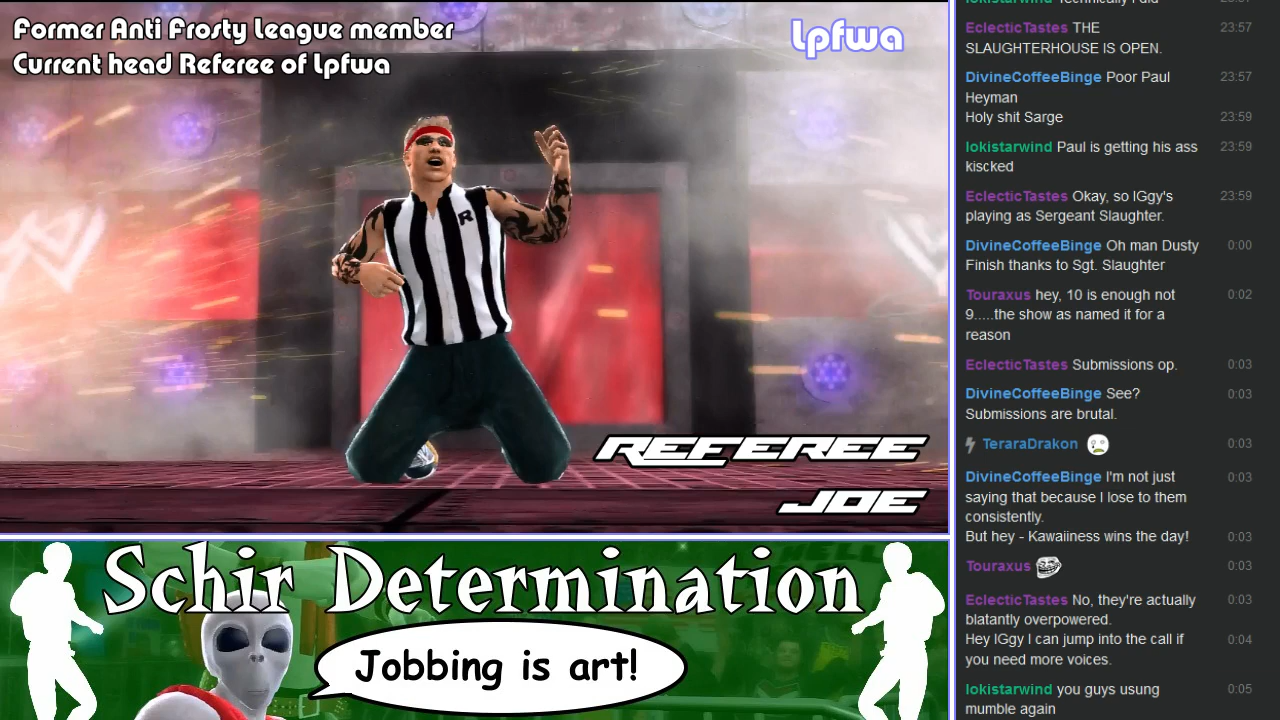 Former Anti Frosty League member
Current head Referee of Lpfwa
Lpfwa
R
REFEREE
JOE
Schir Determination
Jobbing is art!
EclecticTastes THE 23:57
SLAUGHTERHOUSE IS OPEN.
DivineCoffeeBinge Poor Paul 23:57
Heyman
Holy shit Sarge 23:59
lokistarwind Paul is getting his ass 23:59
kiscked
EclecticTastes Okay, so IGgy's 23:59
playing as Sergeant Slaughter.
DivineCoffeeBinge Oh man Dusty 0:00
Finish thanks to Sgt. Slaughter
Touraxus hey, 10 is enough not 0:02
9.....the show as named it for a
reason
EclecticTastes Submissions op. 0:03
DivineCoffeeBinge See? 0:03
Submissions are brutal.
TeraraDrakon 0:03
DivineCoffeeBinge I'm not just 0:03
saying that because I lose to them
consistently.
But hey - Kawaiiness wins the day! 0:03
Touraxus 0:03
EclecticTastes No, they're actually 0:03
blatantly overpowered.
Hey IGgy I can jump into the call if 0:04
you need more voices.
lokistarwind you guys usung 0:05
mumble again